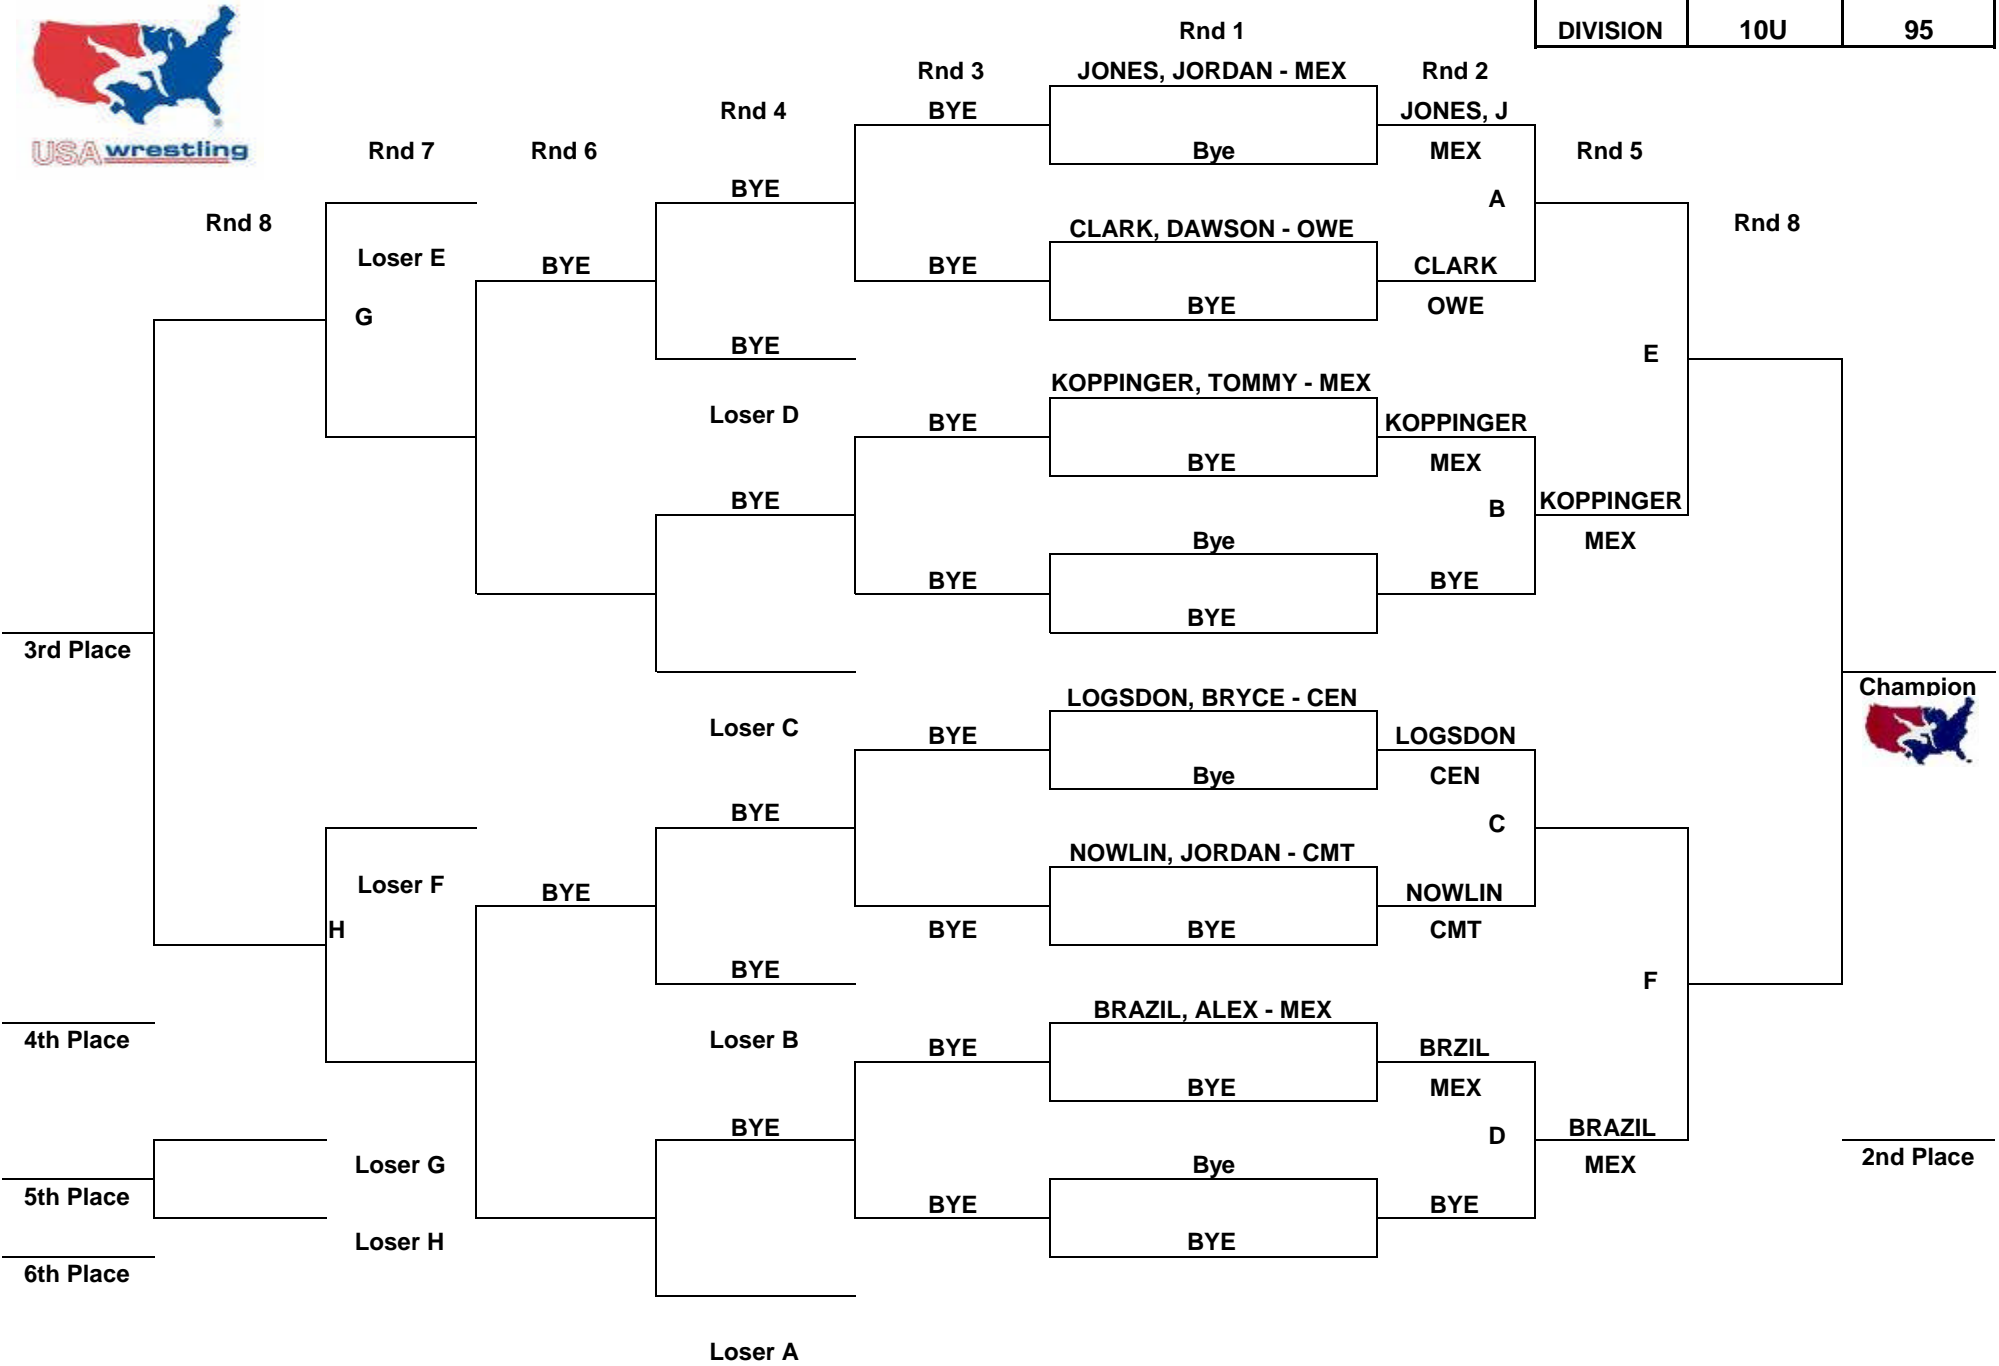 Rnd 1
DIVISION 10U 95
Rnd 3 JONES, JORDAN - MEX Rnd 2
Rnd 4 BYE JONES, J
USA wrestling Rnd 7 Rnd 6 Bye MEX Rnd 5
BYE
A
Rnd 8 CLARK, DAWSON - OWE Rnd 8
Loser E BYE BYE CLARK
G BYE OWE
BYE E
KOPPINGER, TOMMY - MEX
Loser D BYE KOPPINGER
BYE MEX
BYE B KOPPINGER
Bye MEX
BYE BYE
BYE
3rd Place
LOGSDON, BRYCE - CEN Champion
Loser C BYE LOGSDON
Bye CEN
BYE C
NOWLIN, JORDAN - CMT
Loser F BYE NOWLIN
H BYE BYE CMT
BYE F
BRAZIL, ALEX - MEX
4th Place Loser B BYE BRZIL
BYE MEX
BYE D BRAZIL
Loser G Bye MEX 2nd Place
5th Place BYE BYE
Loser H BYE
6th Place
Loser A